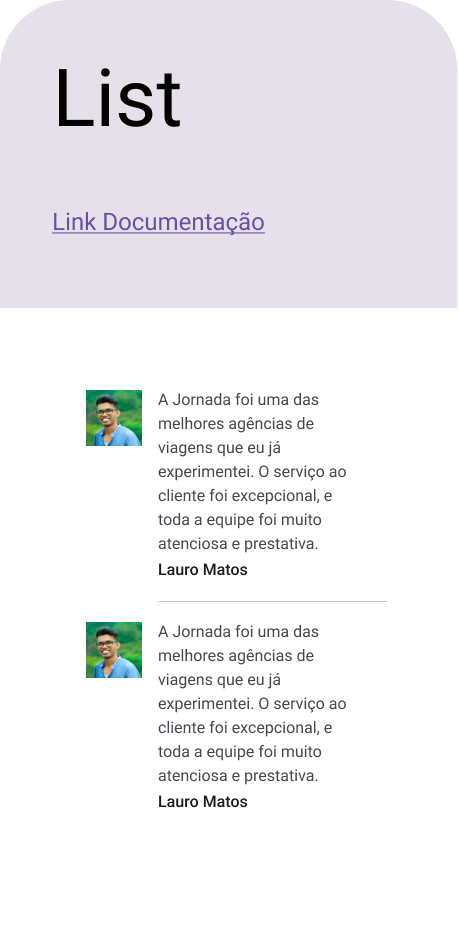 List
Link Documentação
A Jornada foi uma das
melhores agências de
viagens que eu já
experimentei. O serviço ao
cliente foi excepcional, e
toda a equipe foi muito
atenciosa e prestativa.
Lauro Matos
A Jornada foi uma das
melhores agências de
viagens que eu já
experimentei. O serviço ao
cliente foi excepcional, e
toda a equipe foi muito
atenciosa e prestativa.
Lauro Matos